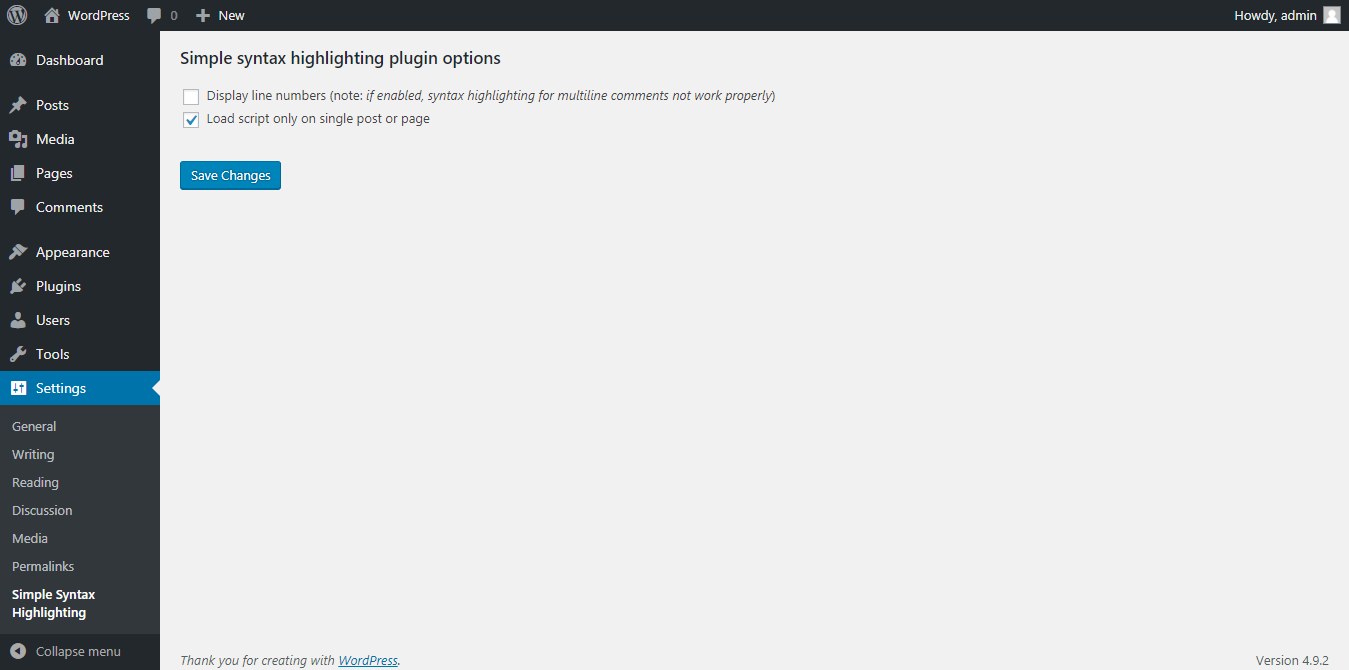 WordPress 0 New Howdy, admin
Dashboard
Posts
Media
Pages
Comments
Appearance
Plugins
Users
Tools
Settings
General
Writing
Reading
Discussion
Media
Permalinks
Simple Syntax
Highlighting
Collapse menu
Simple syntax highlighting plugin options
Display line numbers (note: if enabled, syntax highlighting for multiline comments not work properly)
Load script only on single post or page
Save Changes
Thank you for creating with WordPress. Version 4.9.2